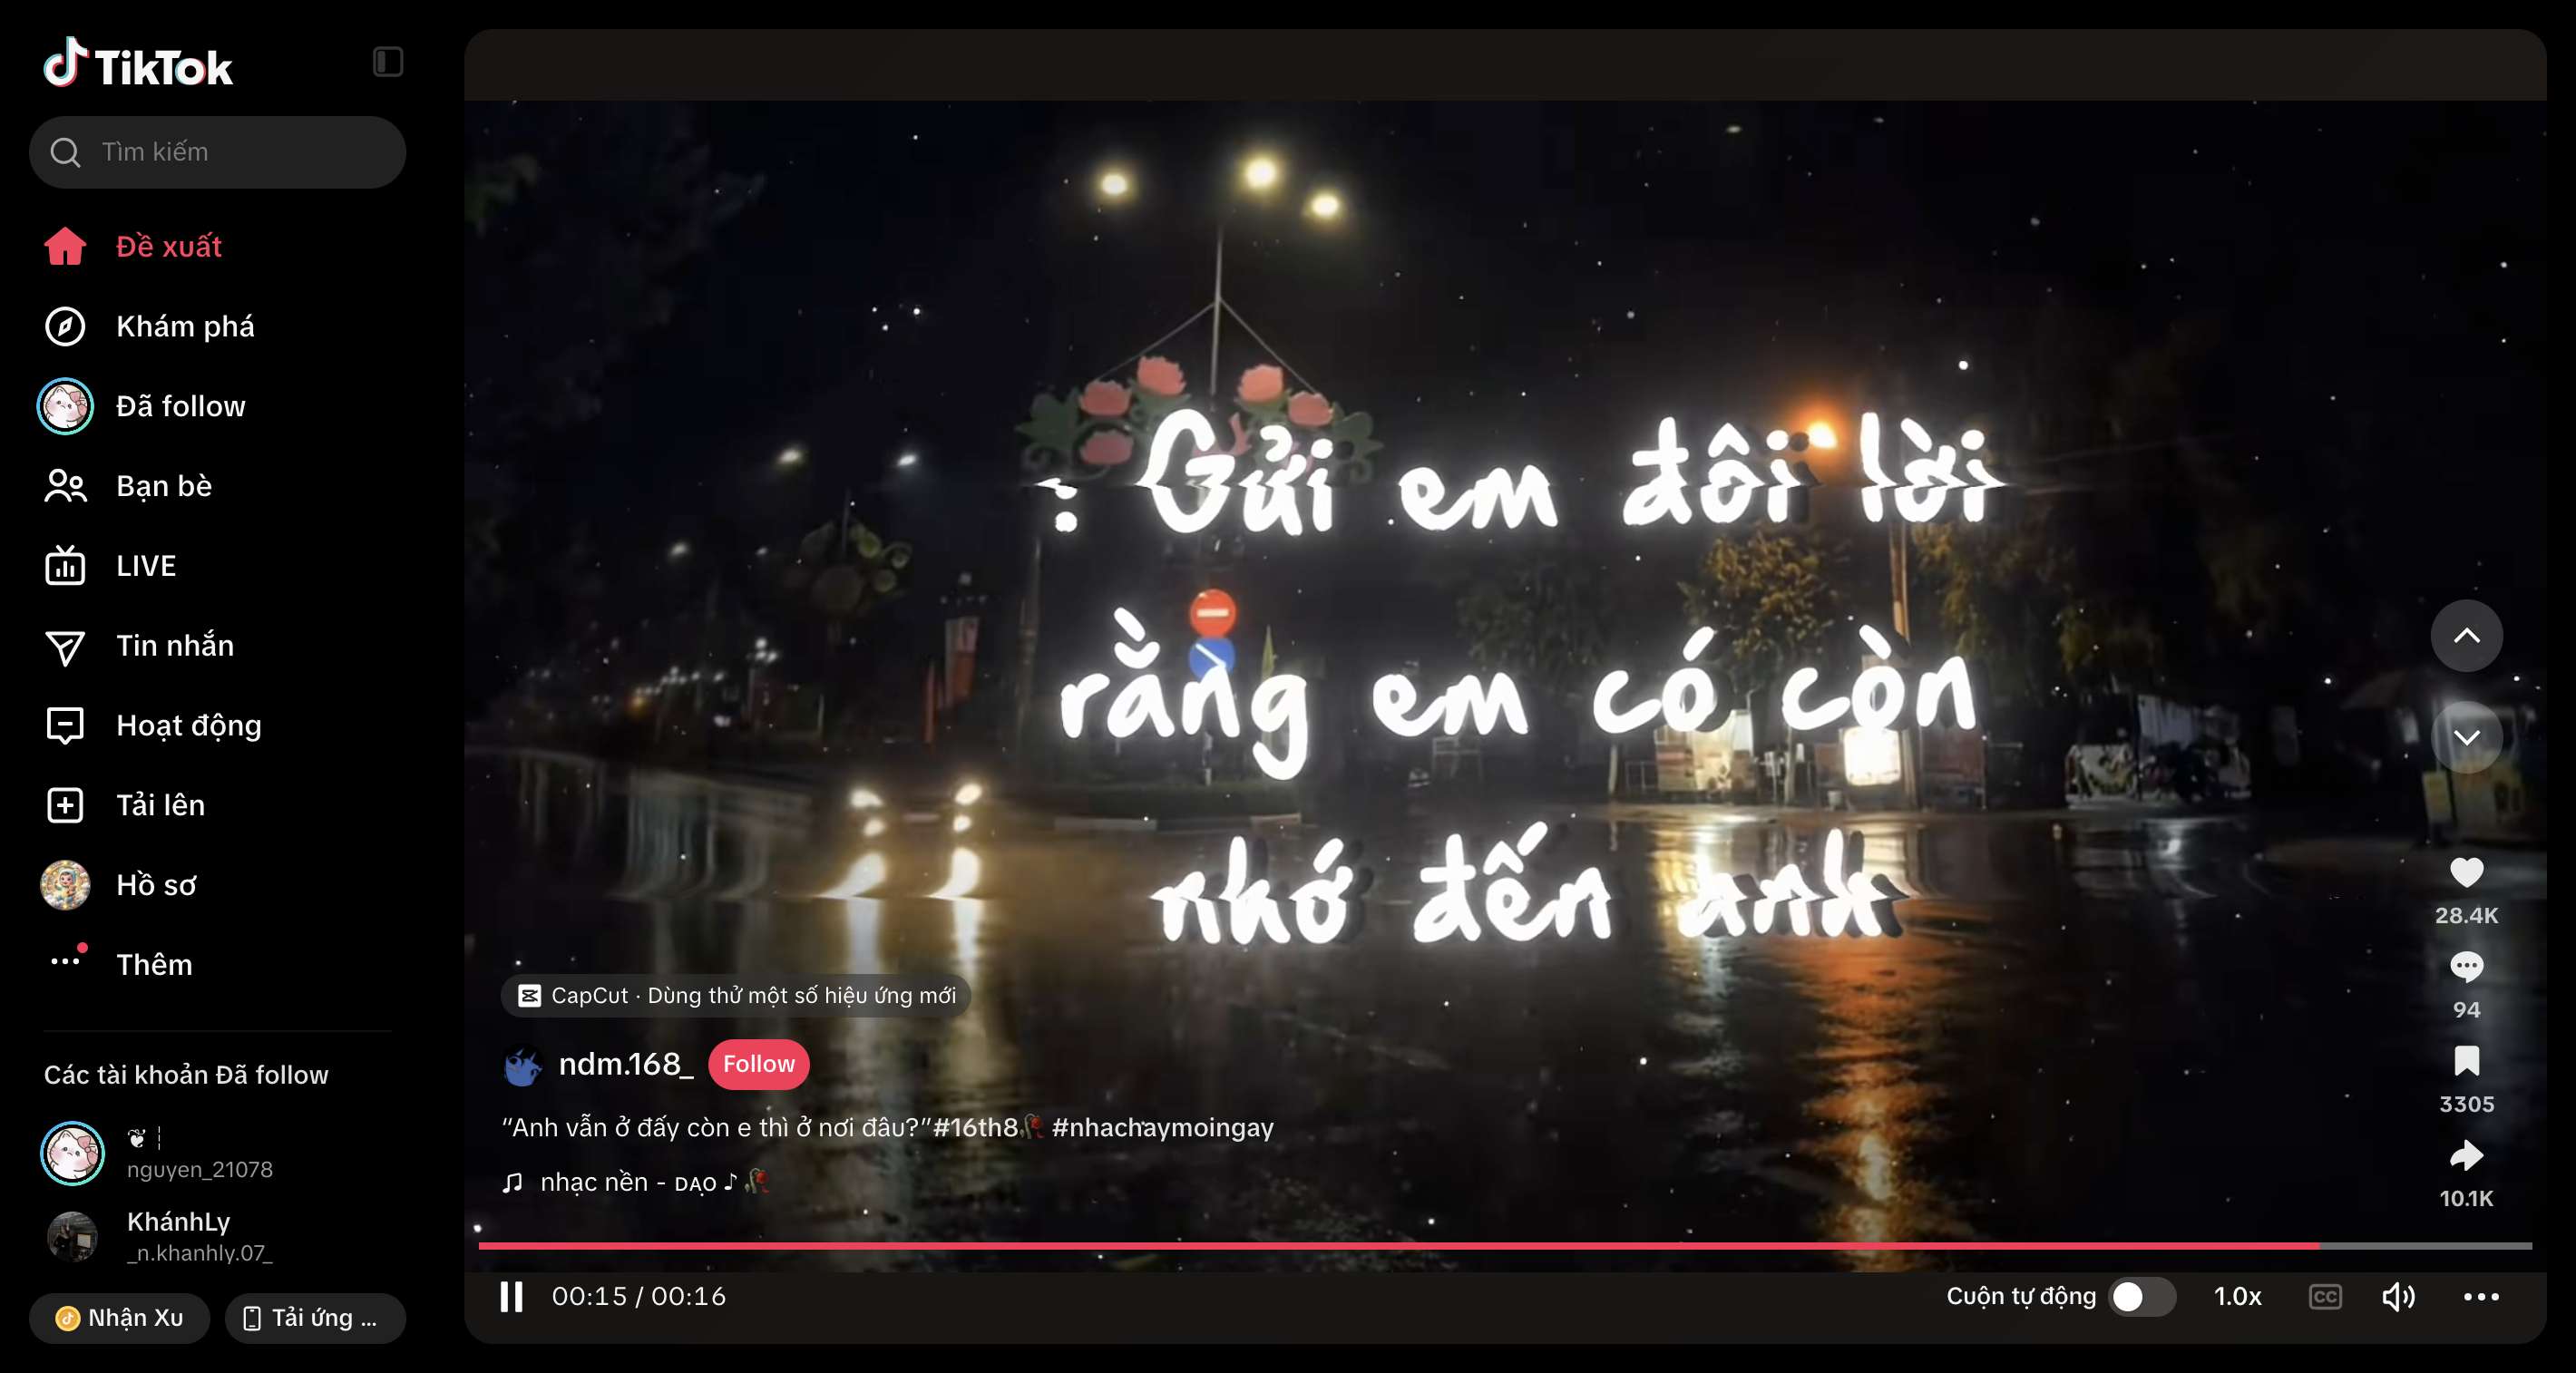 TikTok
Tìm kiếm
Đề xuất
Khám phá
Đã follow
Bạn bè
LIVE
Tin nhắn
Hoạt động
Tải lên
Hồ sơ
Thêm
Các tài khoản Đã follow
nguyen_21078
KhánhLy
_n.khanhly.07_
Nhận Xu
Tải ứng ...
: Gửi em đôi lời
rằng em có còn
nhớ đến anh
CapCut · Dùng thử một số hiệu ứng mới
ndm.168_ Follow
"Anh vẫn ở đấy còn e thì ở nơi đâu?"#16th8🥀 #nhachaymoingay
nhạc nền - ᴅᴀ̣ᴏ ♪🥀
28.4K
94
3305
10.1K
00:15 / 00:16
Cuộn tự động
1.0x
CC